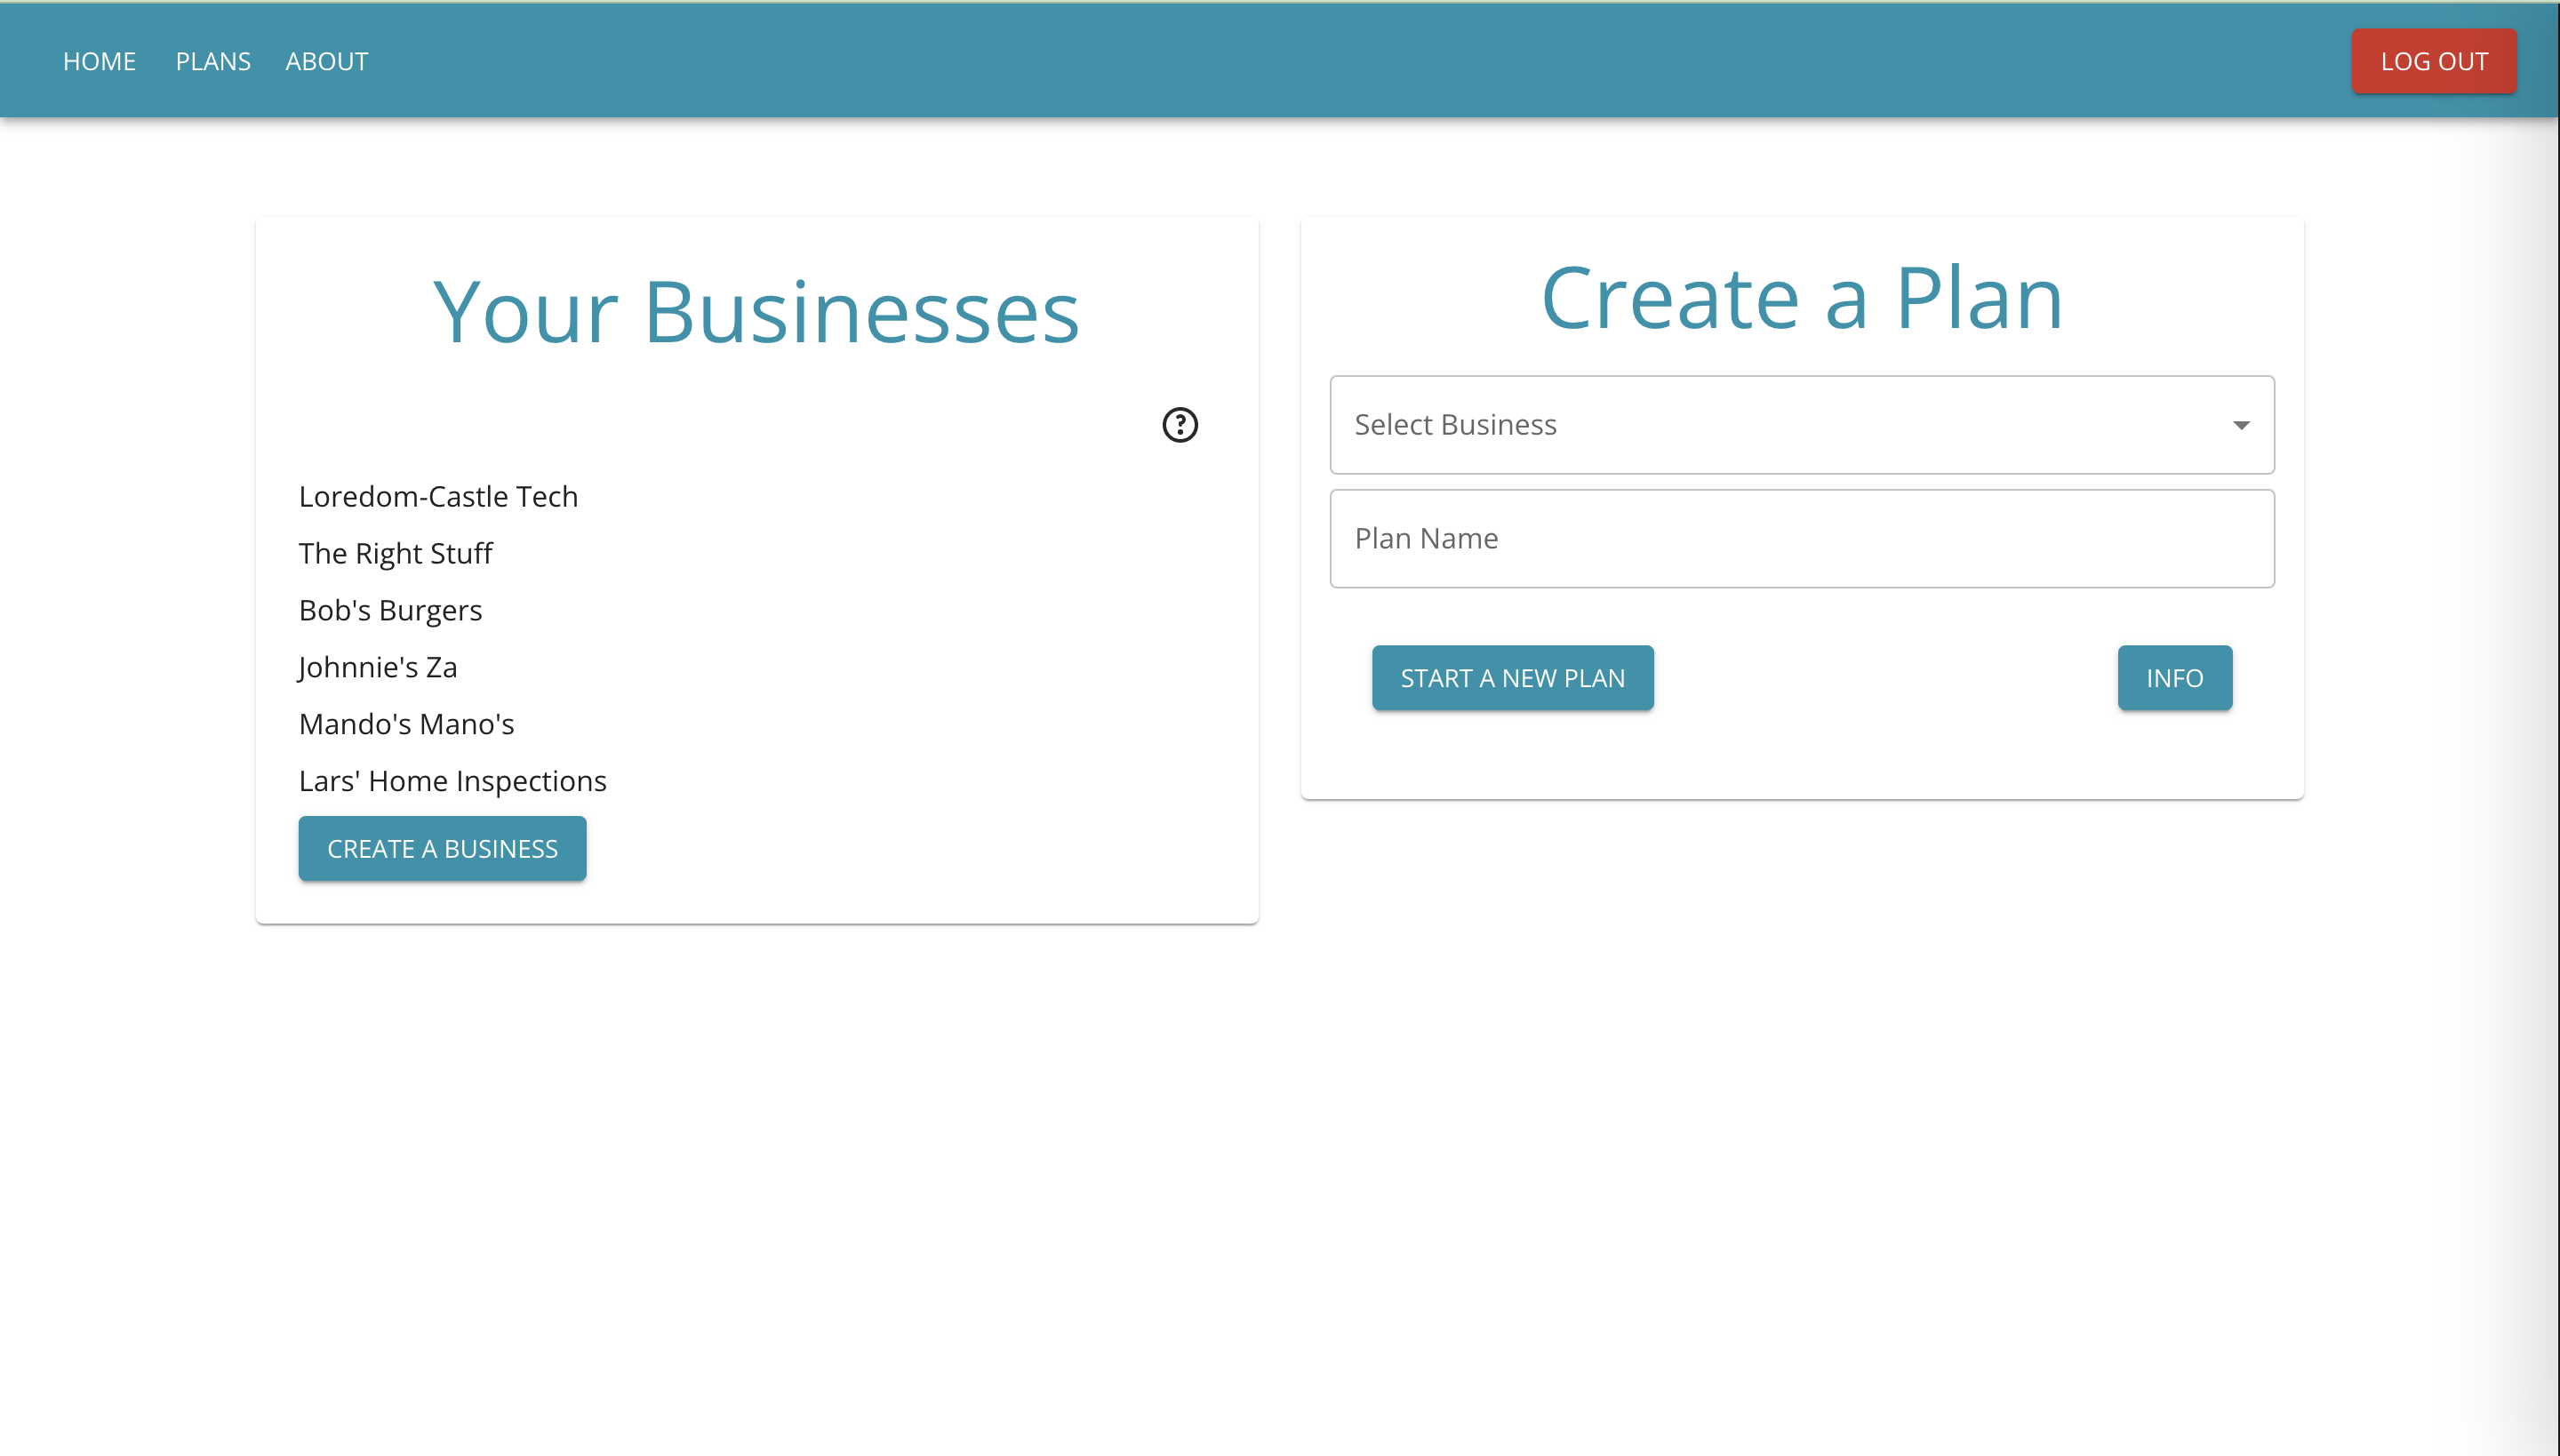 HOME PLANS ABOUT LOG OUT
Your Businesses
?
Loredom-Castle Tech
The Right Stuff
Bob's Burgers
Johnnie's Za
Mando's Mano's
Lars' Home Inspections
CREATE A BUSINESS
Create a Plan
Select Business
Plan Name
START A NEW PLAN INFO